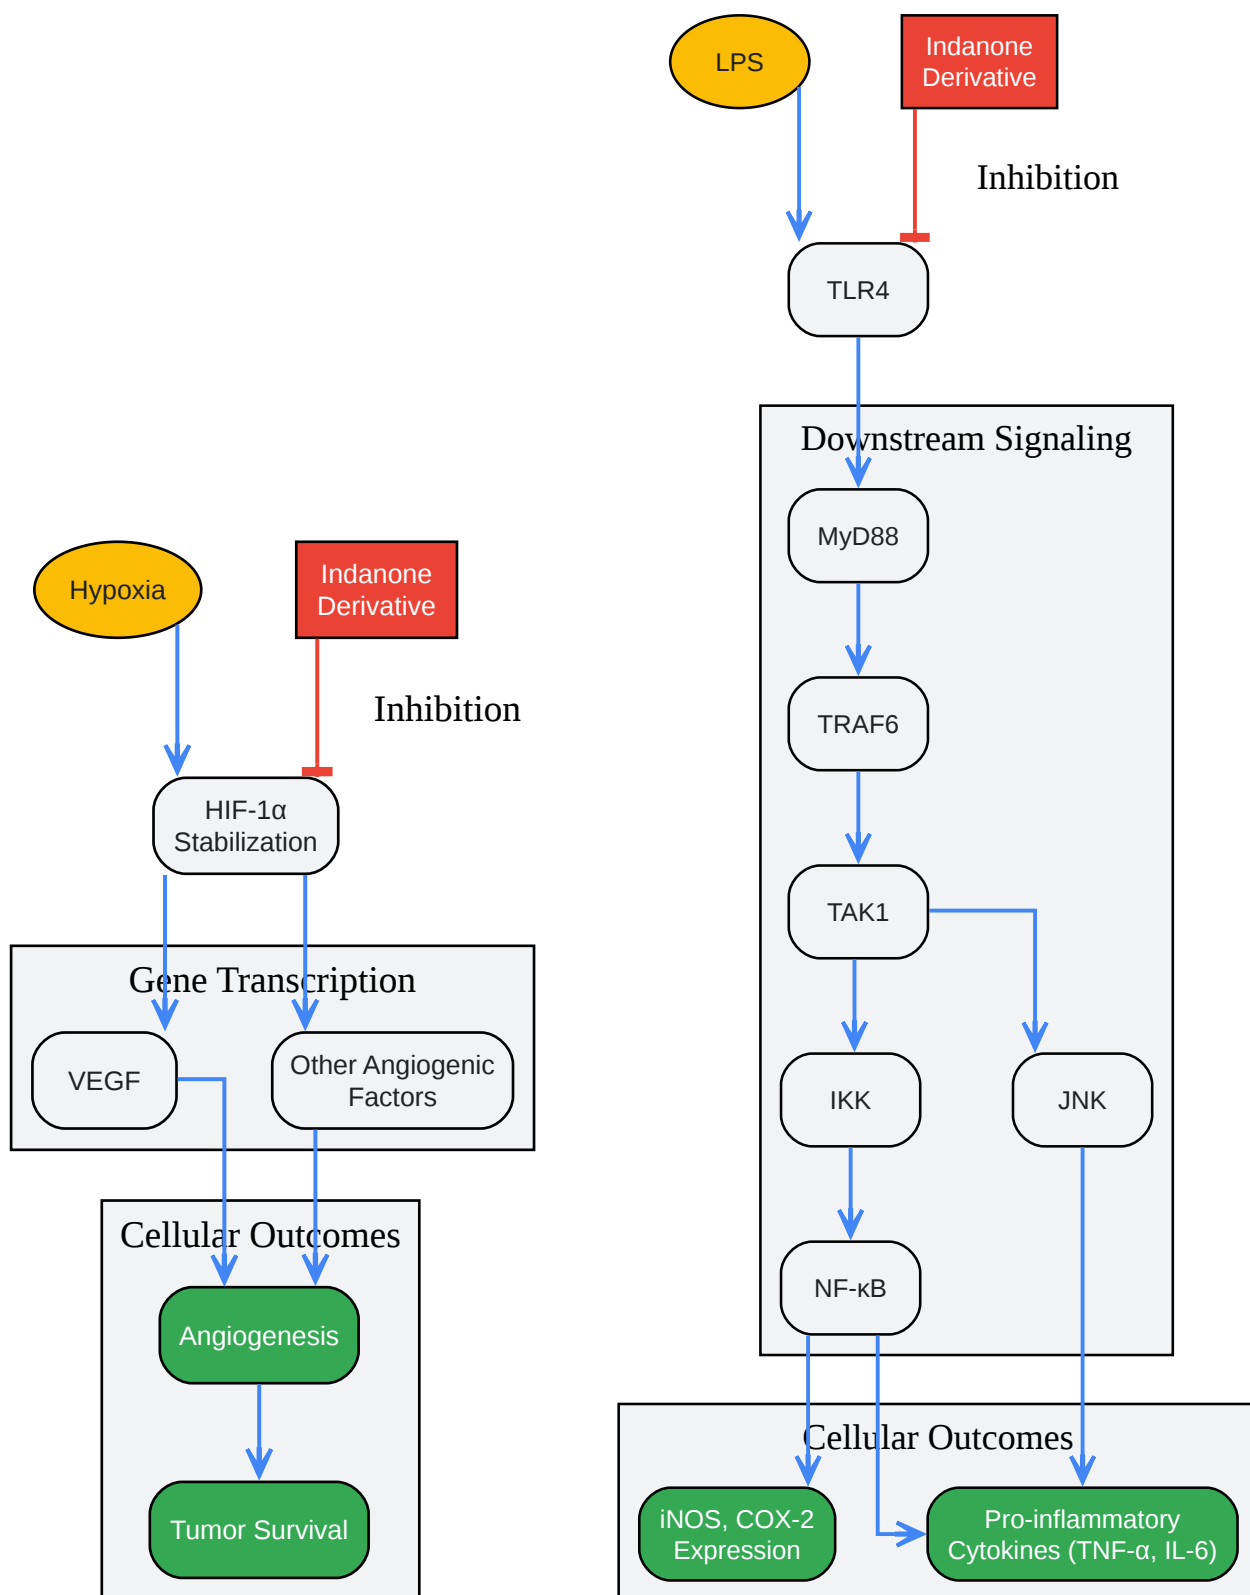 LPS
Indanone
Derivative
Inhibition
TLR4
Downstream Signaling
MyD88
TRAF6
TAK1
IKK
JNK
NF-κB
Cellular Outcomes
iNOS, COX-2
Expression
Pro-inflammatory
Cytokines (TNF-α, IL-6)
Hypoxia
Indanone
Derivative
Inhibition
HIF-1α
Stabilization
Gene Transcription
VEGF
Other Angiogenic
Factors
Cellular Outcomes
Angiogenesis
Tumor Survival